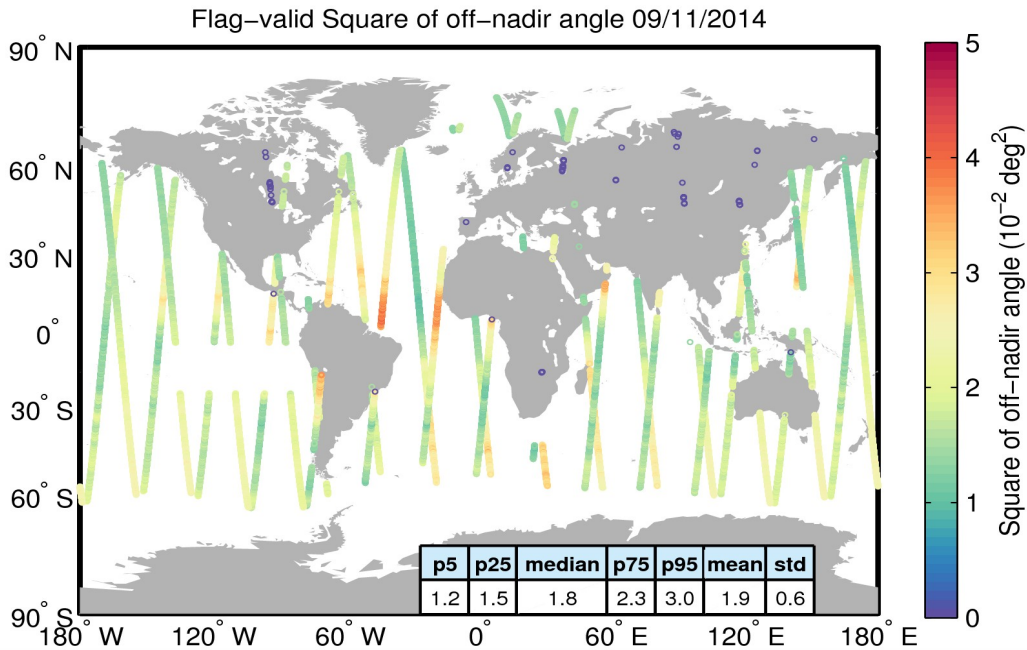 Flag−valid Square of off−nadir angle 09/11/2014
90° N
60° N
30° N
0°
30° S
60° S
90° S
180° W
120° W
60° W
0°
60° E
120° E
180° E
p5 p25 median p75 p95 mean std
1.2 1.5 1.8 2.3 3.0 1.9 0.6
5
4
3
2
1
0
Square of off−nadir angle (10⁻² deg²)